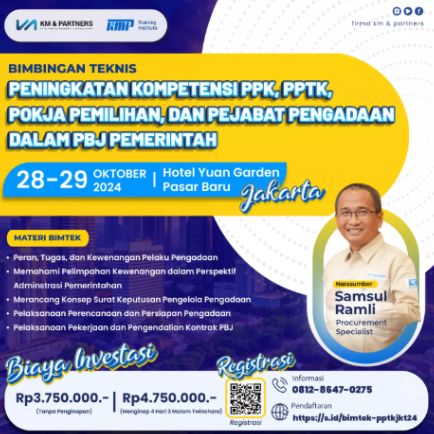 KM & PARTNERS
KMP Training
Institute
firma km & partners
BIMBINGAN TEKNIS
PENINGKATAN KOMPETENSI PPK, PPTK,
POKJA PEMILIHAN, DAN PEJABAT PENGADAAN
DALAM PBJ PEMERINTAH
28-29 OKTOBER
2024
Hotel Yuan Garden
Pasar Baru
Jakarta
MATERI BIMTEK
• Peran, Tugas, dan Kewenangan Pelaku Pengadaan
• Memahami Pelimpahan Kewenangan dalam Perspektif
Adminstrasi Pemerintahan
• Merancang Konsep Surat Keputusan Pengelola Pengadaan
• Pelaksanaan Perencanaan dan Persiapan Pengadaan
• Pelaksanaan Pekerjaan dan Pengendalian Kontrak PBJ
Narasumber
Samsul
Ramli
Procurement
Specialist
Biaya Investasi
Rp3.750.000.-
(Tanpa Penginapan)
Rp4.750.000.-
(Menginap 4 Hari 3 Malam Twinshare)
Registrasi
Registrasi
Informasi
0812-8647-0275
Pendaftaran
https://s.id/bimtek-pptkjkt24